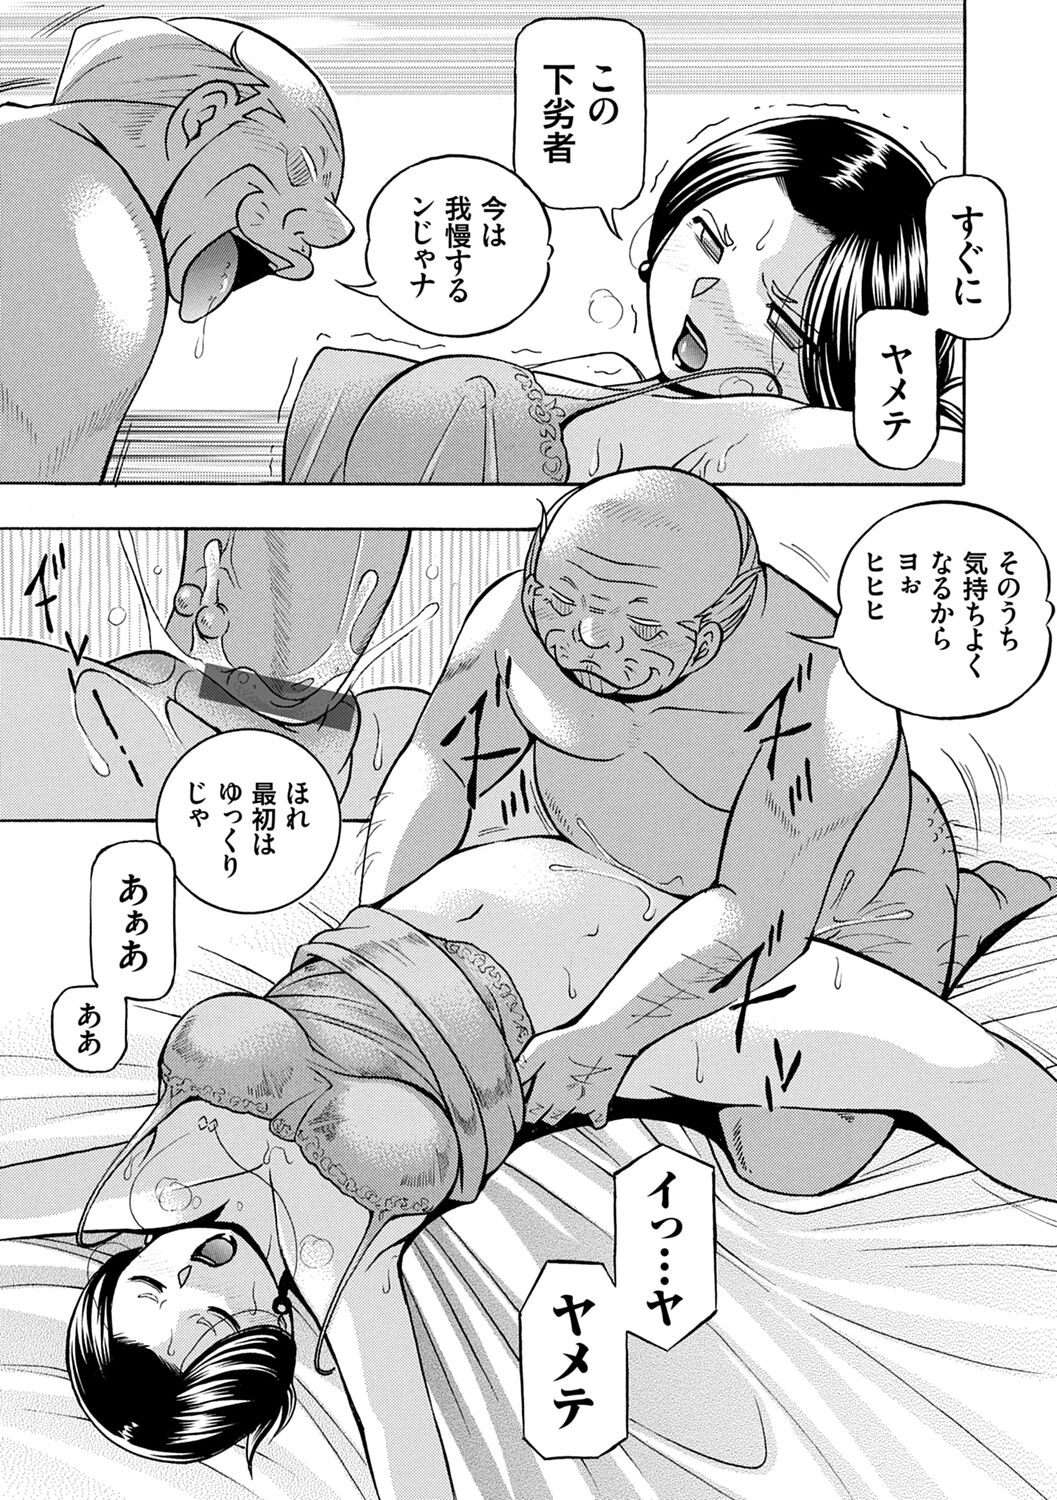 この
下劣者
すぐに
ヤメテ
今は
我慢する
ンじゃナ
そのうち
気持ちよく
なるから
ヨぉ
ヒヒヒ
ほれ
最初は
ゆっくり
じゃ
あぁあ
ああ
イっ…ヤ
ヤメテ